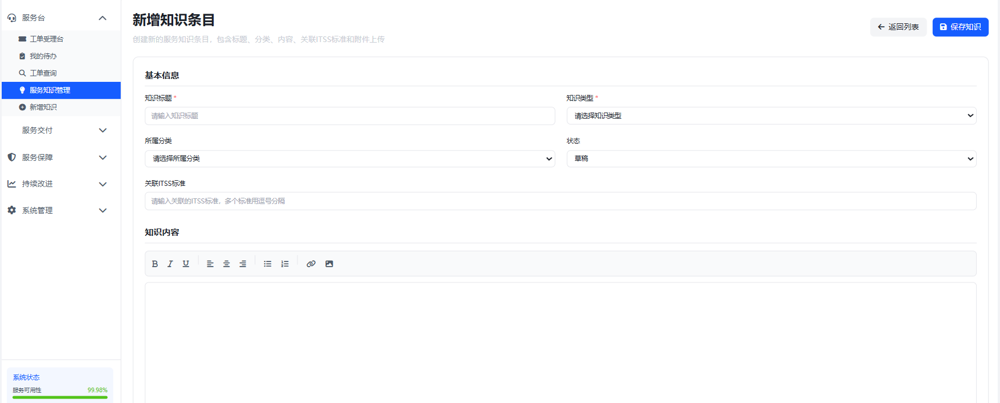 服务台
工单受理台
我的待办
工单查询
服务知识管理
新增知识
服务交付
服务保障
持续改进
系统管理
系统状态
服务可用性 99.98%
新增知识条目
创建新的服务知识条目，包含标题、分类、内容、关联ITSS标准和附件上传
返回列表
保存知识
基本信息
知识标题 *
请输入知识标题
知识类型 *
请选择知识类型
所属分类
请选择所属分类
状态
草稿
关联ITSS标准
请输入关联的ITSS标准，多个标准用逗号分隔
知识内容